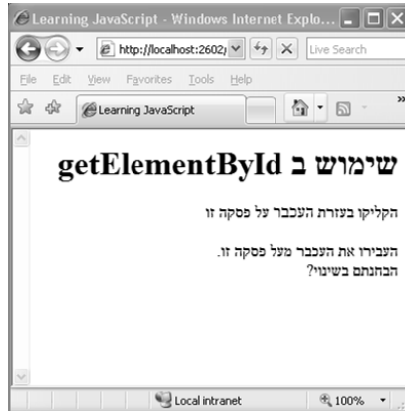 Learning JavaScript - Windows Internet Explo...
http://localhost:2602/
Live Search
File Edit View Favorites Tools Help
Learning JavaScript
שימוש ב getElementById
הקליקו בעזרת העכבר על פסקה זו
העבירו את העכבר מעל פסקה זו.
הבחנתם בשינוי?
Local intranet 100%